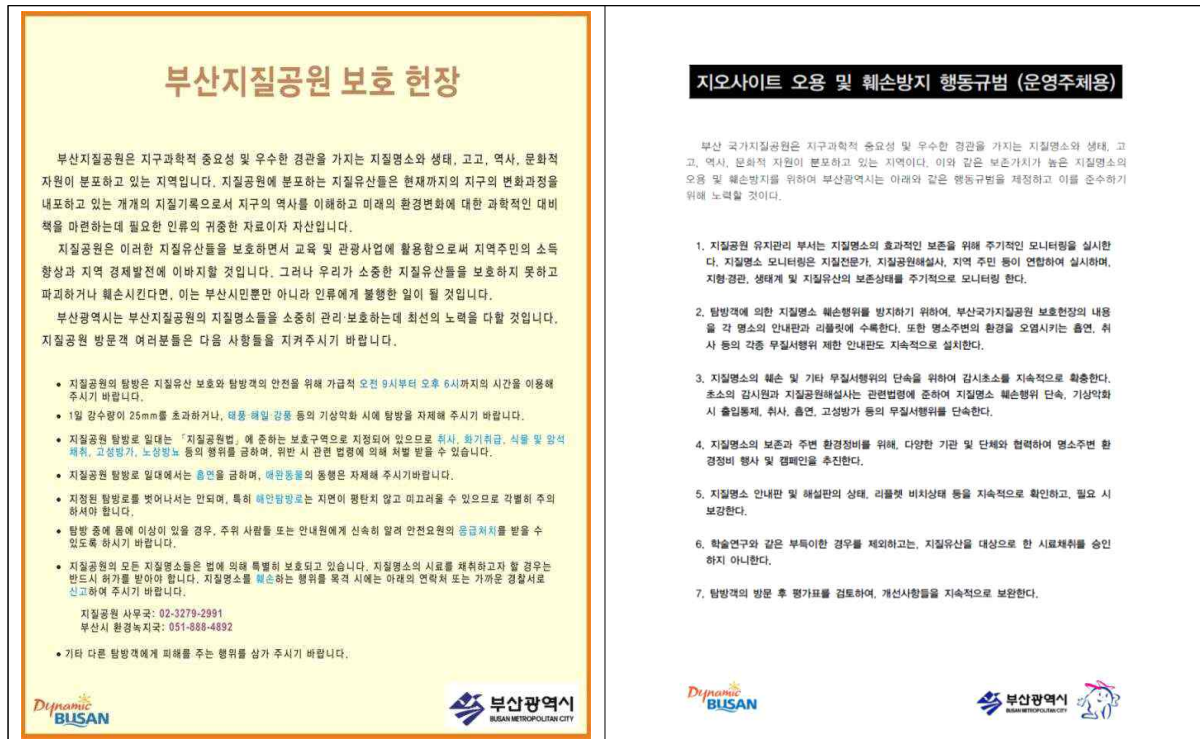 부산지질공원 보호 헌장
부산지질공원은 지구과학적 중요성 및 우수한 경관을 가지는 지질명소와 생태, 고고, 역사, 문화적
자원이 분포하고 있는 지역입니다. 지질공원에 분포하는 지질유산들은 현재까지의 지구의 변화과정을
내포하고 있는 개개의 지질기록으로서 지구의 역사를 이해하고 미래의 환경변화에 대한 과학적인 대비
책을 마련하는데 필요한 인류의 귀중한 자료이자 자산입니다.
지질공원은 이러한 지질유산들을 보호하면서 교육 및 관광사업에 활용함으로써 지역주민의 소득
향상과 지역 경제발전에 이바지할 것입니다. 그러나 우리가 소중한 지질유산들을 보호하지 못하고
파괴하거나 훼손시킨다면, 이는 부산시민뿐만 아니라 인류에게 불행한 일이 될 것입니다.
부산광역시는 부산지질공원의 지질명소들을 소중히 관리·보호하는데 최선의 노력을 다할 것입니다.
지질공원 방문객 여러분들은 다음 사항들을 지켜주시기 바랍니다.
• 지질공원의 탐방은 지질유산 보호와 탐방객의 안전을 위해 가급적 오전 9시부터 오후 6시까지의 시간을 이용해
주시기 바랍니다.
• 1일 강수량이 25mm를 초과하거나, 태풍·해일·강풍 등의 기상악화 시에 탐방을 자제해 주시기 바랍니다.
• 지질공원 탐방로 일대는 「지질공원법」에 준하는 보호구역으로 지정되어 있으므로 취사, 화기취급, 식물 및 암석
채취, 고성방가, 노상방뇨 등의 행위를 금하며, 위반 시 관련 법령에 의해 처벌 받을 수 있습니다.
• 지질공원 탐방로 일대에서는 흡연을 금하며, 애완동물의 동행은 자제해 주시기바랍니다.
• 지정된 탐방로를 벗어나서는 안되며, 특히 해안탐방로는 지면이 평탄치 않고 미끄러울 수 있으므로 각별히 주의
하셔야 합니다.
• 탐방 중에 몸에 이상이 있을 경우, 주위 사람들 또는 안내원에게 신속히 알려 안전요원의 응급처치를 받을 수
있도록 하시기 바랍니다.
• 지질공원의 모든 지질명소들은 법에 의해 특별히 보호되고 있습니다. 지질명소의 시료를 채취하고자 할 경우는
반드시 허가를 받아야 합니다. 지질명소를 훼손하는 행위를 목격 시에는 아래의 연락처 또는 가까운 경찰서로
신고하여 주시기 바랍니다.
지질공원 사무국: 02-3279-2991
부산시 환경녹지국: 051-888-4892
• 기타 다른 탐방객에게 피해를 주는 행위를 삼가 주시기 바랍니다.
Dynamic
BUSAN
부산광역시
BUSAN METROPOLITAN CITY
지오사이트 오용 및 훼손방지 행동규범 (운영주체용)
부산 국가지질공원은 지구과학적 중요성 및 우수한 경관을 가지는 지질명소와 생태, 고
고, 역사, 문화적 자원이 분포하고 있는 지역이다. 이와 같은 보존가치가 높은 지질명소의
오용 및 훼손방지를 위하여 부산광역시는 아래와 같은 행동규범을 제정하고 이를 준수하기
위해 노력할 것이다.
1. 지질공원 유지관리 부서는 지질명소의 효과적인 보존을 위해 주기적인 모니터링을 실시한
다. 지질명소 모니터링은 지질전문가, 지질공원해설사, 지역 주민 등이 연합하여 실시하며,
지형·경관, 생태계 및 지질유산의 보존상태를 주기적으로 모니터링 한다.
2. 탐방객에 의한 지질명소 훼손행위를 방지하기 위하여, 부산국가지질공원 보호헌장의 내용
을 각 명소의 안내판과 리플릿에 수록한다. 또한 명소주변의 환경을 오염시키는 흡연, 취
사 등의 각종 무질서행위 제한 안내판도 지속적으로 설치한다.
3. 지질명소의 훼손 및 기타 무질서행위의 단속을 위하여 감시초소를 지속적으로 확충한다.
초소의 감시원과 지질공원해설사는 관련법령에 준하여 지질명소 훼손행위 단속, 기상악화
시 출입통제, 취사, 흡연, 고성방가 등의 무질서행위를 단속한다.
4. 지질명소의 보존과 주변 환경정비를 위해, 다양한 기관 및 단체와 협력하여 명소주변 환
경정비 행사 및 캠페인을 추진한다.
5. 지질명소 안내판 및 해설판의 상태, 리플렛 비치상태 등을 지속적으로 확인하고, 필요 시
보강한다.
6. 학술연구와 같은 부득이한 경우를 제외하고는, 지질유산을 대상으로 한 시료채취를 승인
하지 아니한다.
7. 탐방객의 방문 후 평가표를 검토하여, 개선사항들을 지속적으로 보완한다.
Dynamic
BUSAN
부산광역시
BUSAN METROPOLITAN CITY